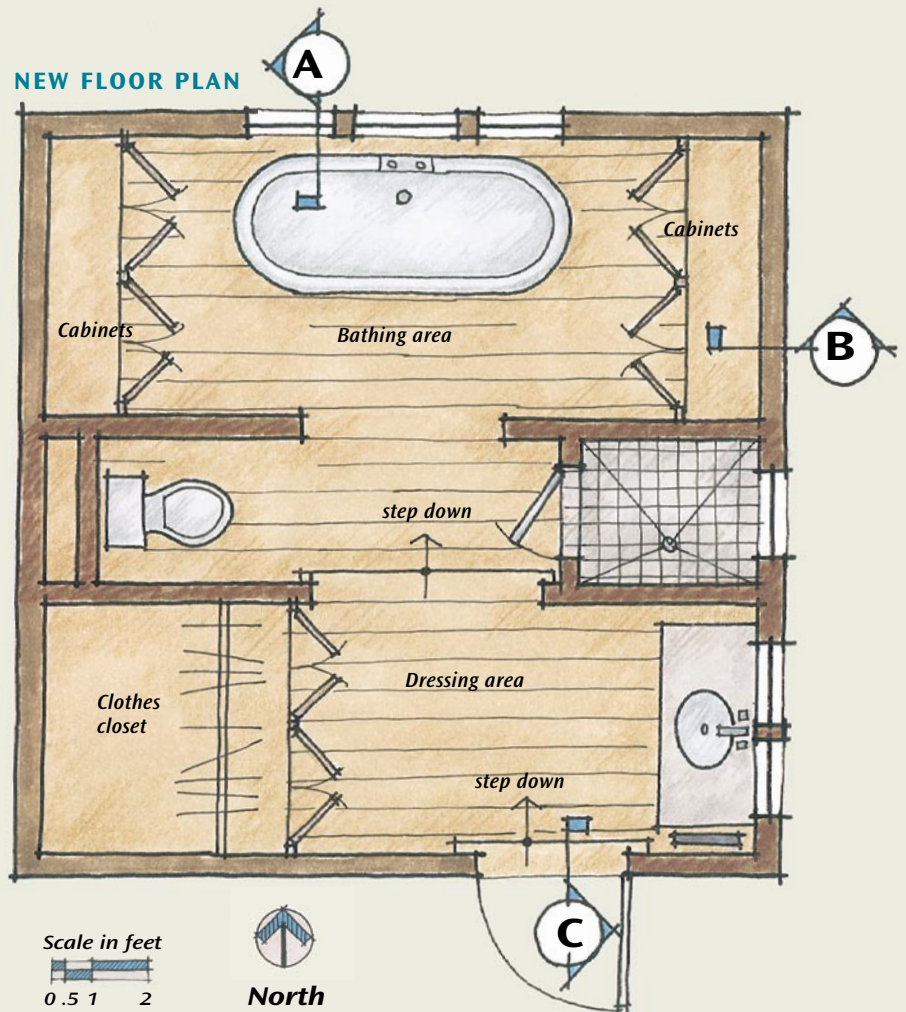 A
NEW FLOOR PLAN
Cabinets
Cabinets
Bathing area
B
step down
Clothes
closet
Dressing area
step down
C
Scale in feet
0 .5 1 2
North